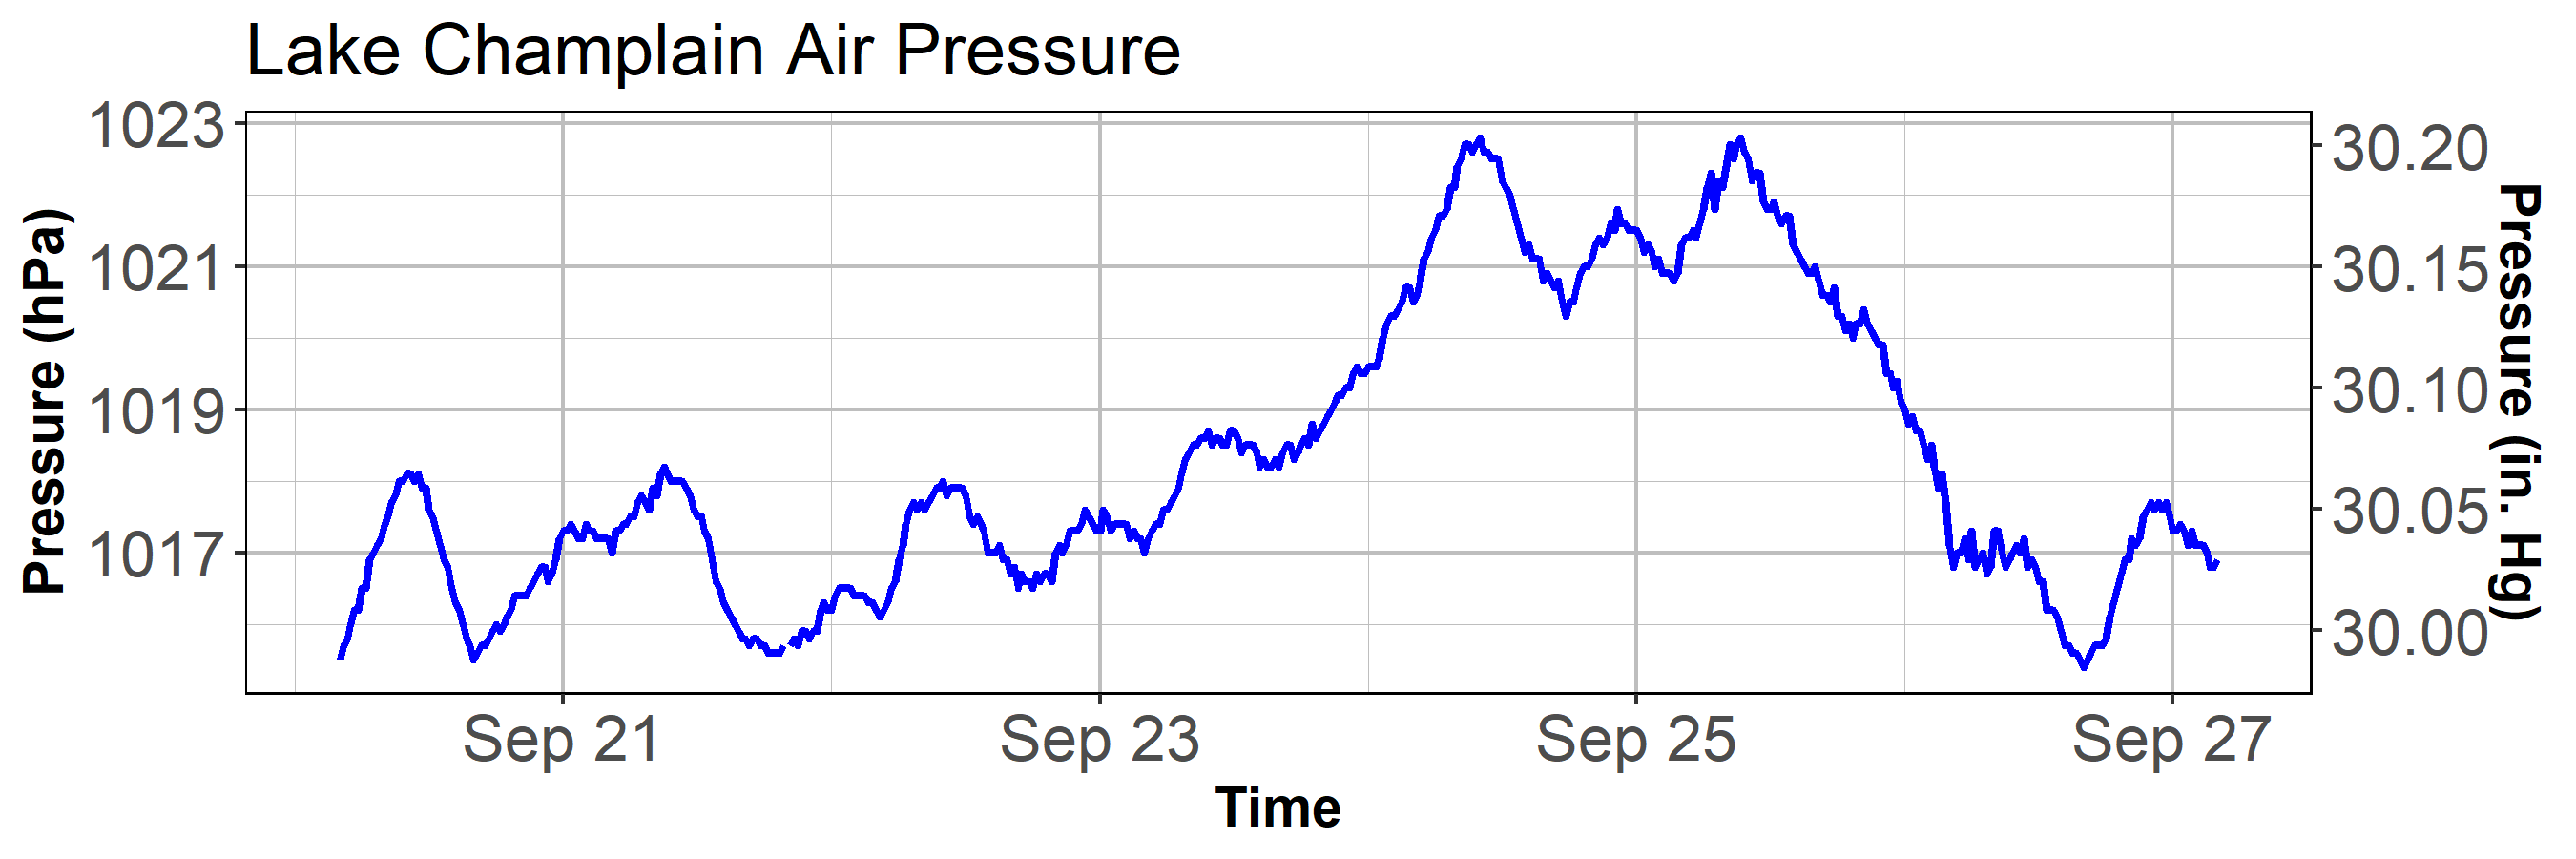 Lake Champlain Air Pressure
1023
1021
1019
1017
Pressure (hPa)
30.20
30.15
30.10
30.05
30.00
Pressure (in. Hg)
Sep 21
Sep 23
Sep 25
Sep 27
Time